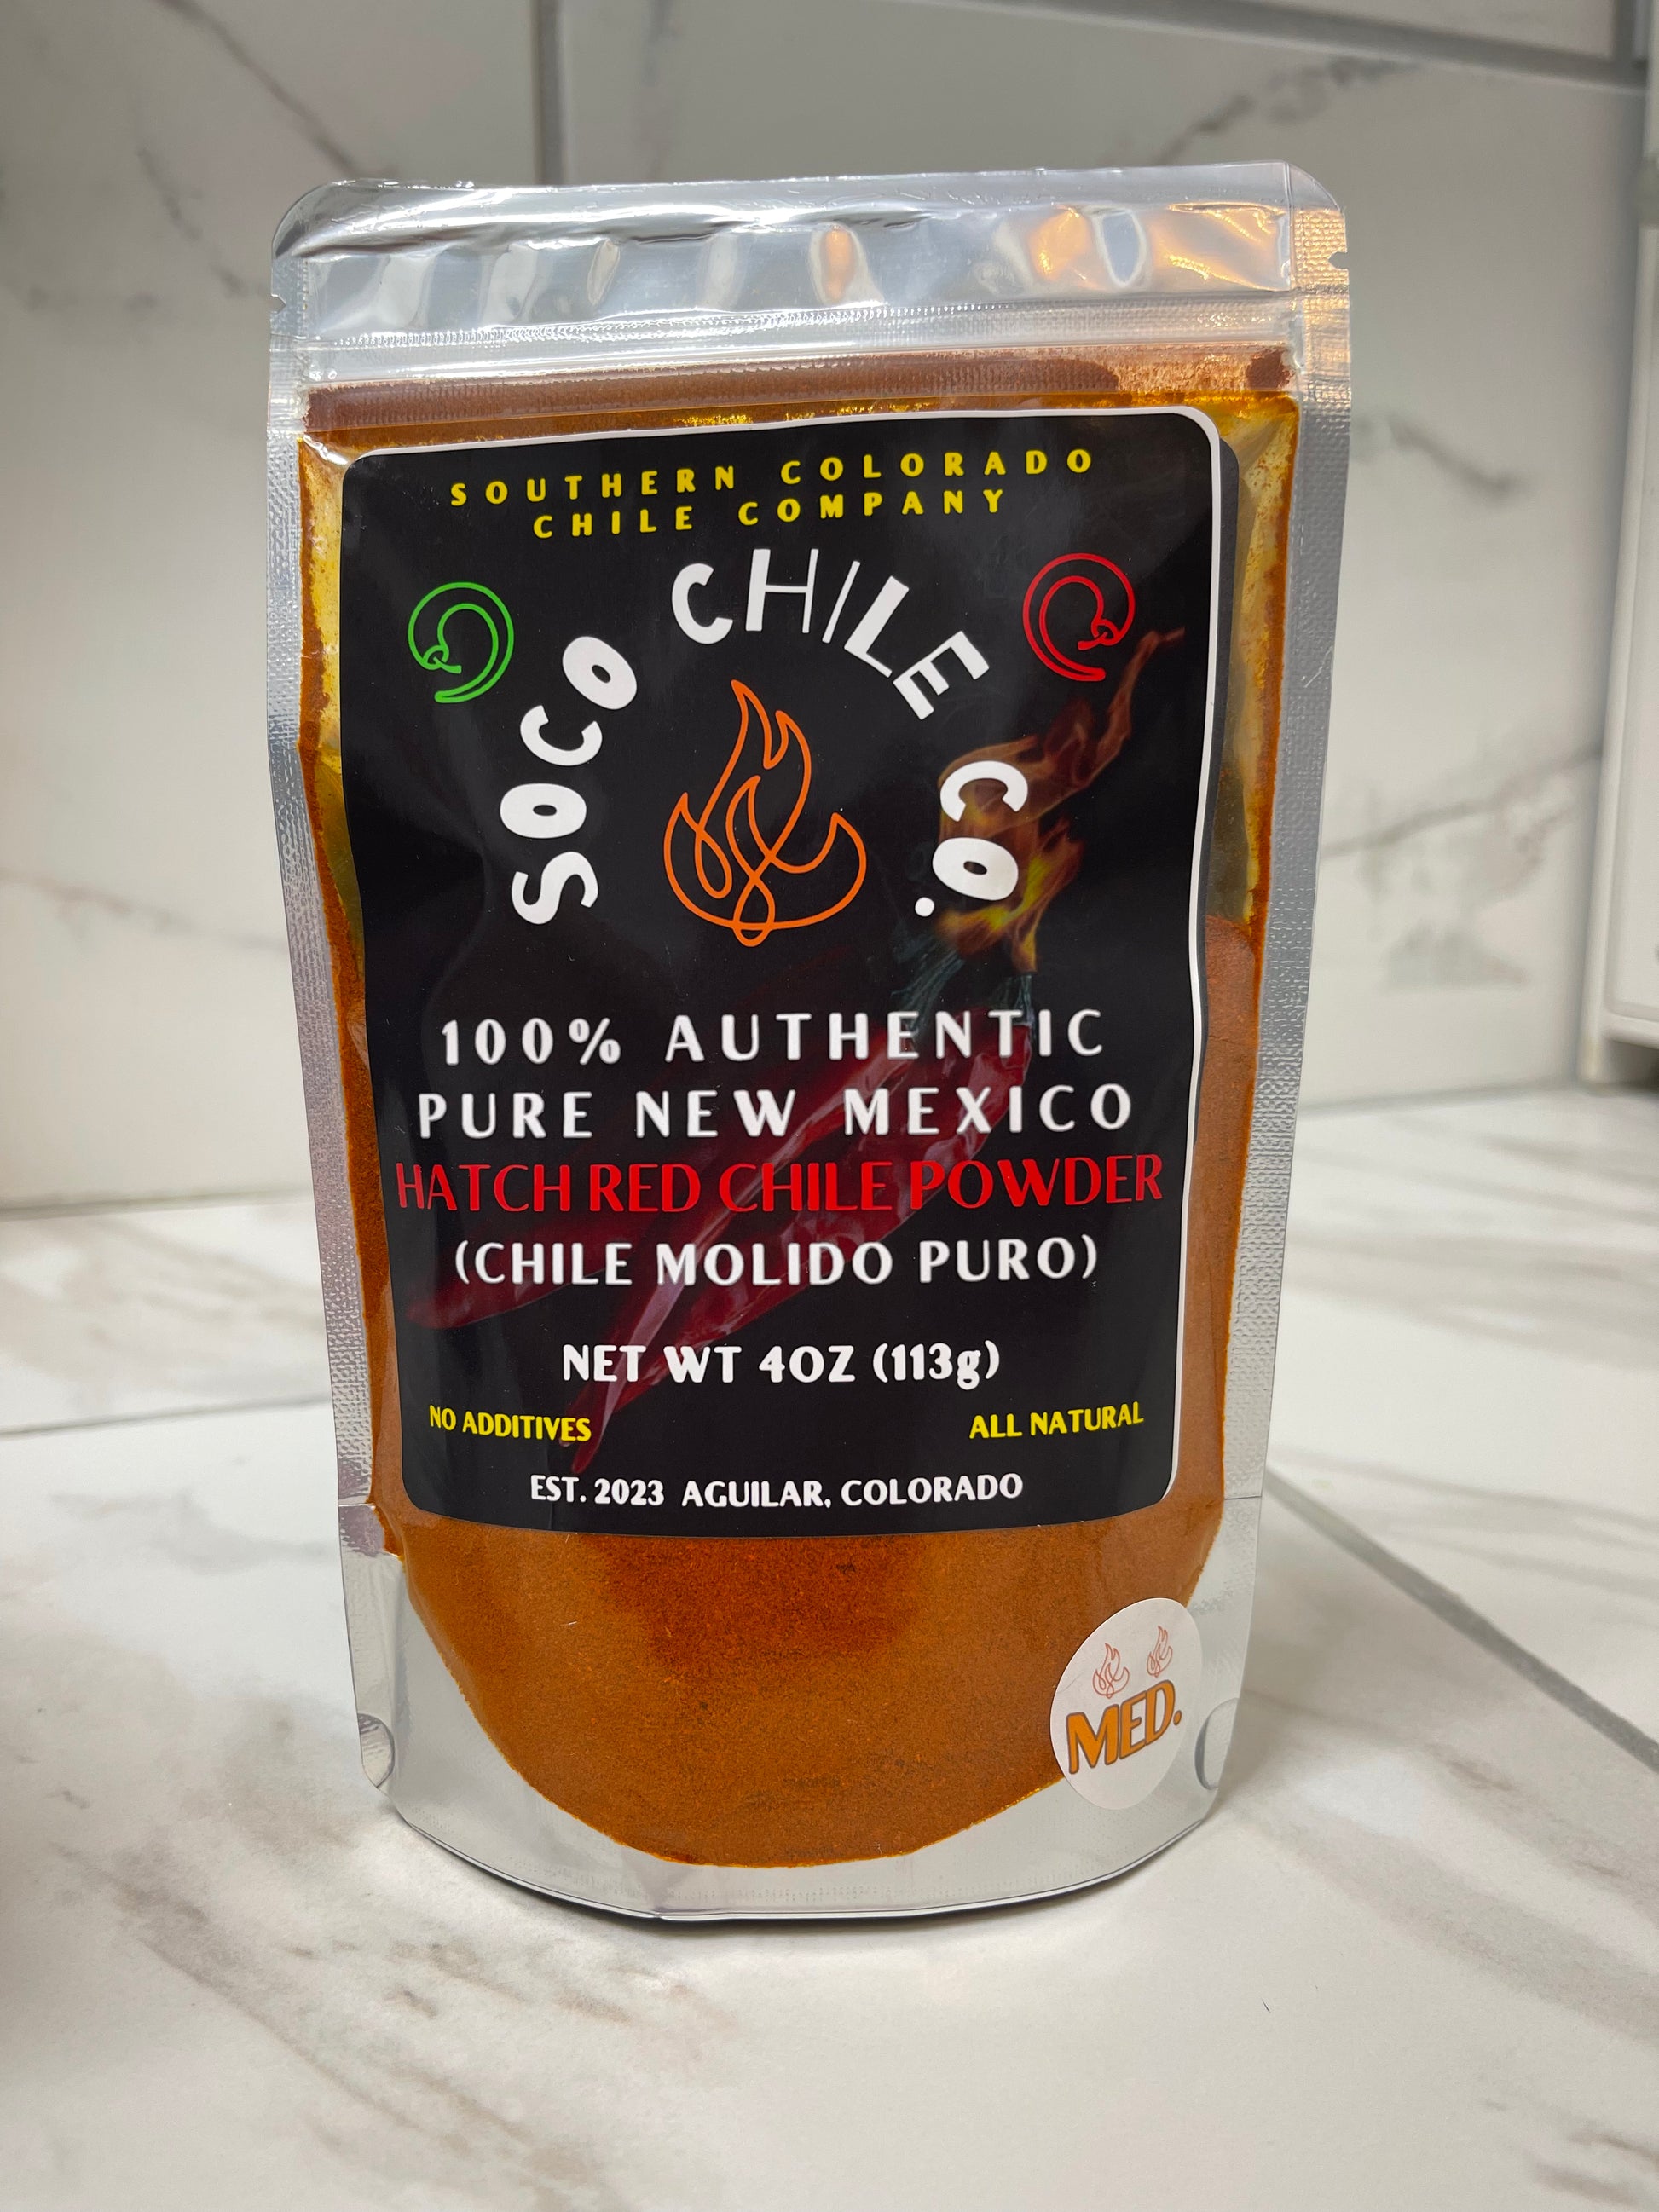 SOUTHERN COLORADO
CHILE COMPANY
SOCO CHILE CO.
100% AUTHENTIC
PURE NEW MEXICO
HATCH RED CHILE POWDER
(CHILE MOLIDO PURO)
NET WT 4OZ (113g)
NO ADDITIVES
ALL NATURAL
EST. 2023 AGUILAR, COLORADO
MED.